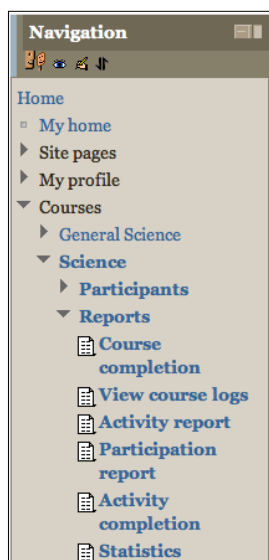 Navigation
Home
My home
Site pages
My profile
Courses
General Science
Science
Participants
Reports
Course
completion
View course logs
Activity report
Participation
report
Activity
completion
Statistics